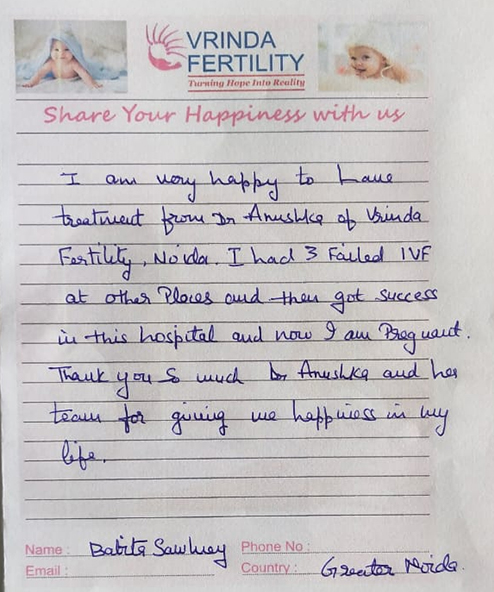 VRINDA
FERTILITY
Turning Hope Into Reality
Share Your Happiness with us
I am very happy to have
treatment from Dr Anushka of Vrinda
Fertility, Noida. I had 3 Failed IVF
at other Places and then got success
in this hospital and now I am Pregnant.
Thank you so much Dr Anushka and her
team for giving me happiness in my
life.
Name : Babita Sawhney Phone No :
Email : Country : Greater Noida.